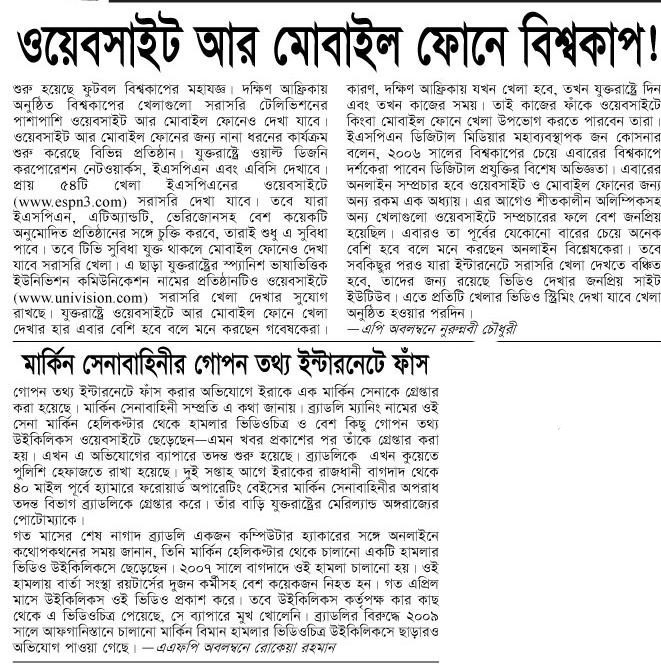 ওয়েবসাইট আর মোবাইল ফোনে বিশ্বকাপ!
শুরু হয়েছে ফুটবল বিশ্বকাপের মহাযজ্ঞ। দক্ষিণ আফ্রিকায়
অনুষ্ঠিত বিশ্বকাপের খেলাগুলো সরাসরি টেলিভিশনের
পাশাপাশি ওয়েবসাইট আর মোবাইল ফোনেও দেখা যাবে।
ওয়েবসাইট আর মোবাইল ফোনের জন্য নানা ধরনের কার্যক্রম
শুরু করেছে বিভিন্ন প্রতিষ্ঠান। যুক্তরাষ্ট্রে ওয়াল্ট ডিজনি
করপোরেশন নেটওয়ার্কস, ইএসপিএন এবং এবিসি দেখাবে।
প্রায় ৫৪টি খেলা ইএসপিএনের ওয়েবসাইটে
(www.espn3.com) সরাসরি দেখা যাবে। তবে যারা
ইএসপিএন, এটিঅ্যান্ডটি, ভেরিজোনসহ বেশ কয়েকটি
অনুমোদিত প্রতিষ্ঠানের সঙ্গে চুক্তি করবে, তারাই শুধু এ সুবিধা
পাবে। তবে টিভি সুবিধা যুক্ত থাকলে মোবাইল ফোনেও দেখা
যাবে সরাসরি খেলা। এ ছাড়া যুক্তরাষ্ট্রের স্প্যানিশ ভাষাভিত্তিক
ইউনিভিশন কমিউনিকেশন নামের প্রতিষ্ঠানটিও ওয়েবসাইটে
(www.univision.com) সরাসরি খেলা দেখার সুযোগ
রাখছে। যুক্তরাষ্ট্রে ওয়েবসাইটে আর মোবাইল ফোনে খেলা
দেখার হার এবার বেশি হবে বলে মনে করছেন গবেষকেরা।
কারণ, দক্ষিণ আফ্রিকায় যখন খেলা হবে, তখন যুক্তরাষ্ট্রে দিন
এবং তখন কাজের সময়। তাই কাজের ফাঁকে ওয়েবসাইটে
কিংবা মোবাইল ফোনে খেলা উপভোগ করতে পারবেন তারা।
ইএসপিএন ডিজিটাল মিডিয়ার মহাব্যবস্থাপক জন কোসনার
বলেন, ২০০৬ সালের বিশ্বকাপের চেয়ে এবারের বিশ্বকাপে
দর্শকেরা পাবেন ডিজিটাল প্রযুক্তির বিশেষ অভিজ্ঞতা। এবারের
অনলাইন সম্প্রচার হবে ওয়েবসাইট ও মোবাইল ফোনের জন্য
অন্য রকম এক অধ্যায়। এর আগেও শীতকালীন অলিম্পিকসহ
অন্য খেলাগুলো ওয়েবসাইটে সম্প্রচারের ফলে বেশ জনপ্রিয়
হয়েছিল। এবারও তা পূর্বের যেকোনো বারের চেয়ে অনেক
বেশি হবে বলে মনে করছেন অনলাইন বিশ্লেষকেরা। তবে
সবকিছুর পরও যারা ইন্টারনেটে সরাসরি খেলা দেখতে বঞ্চিত
হবে, তাদের জন্য রয়েছে ভিডিও দেখার জনপ্রিয় সাইট
ইউটিউব। এতে প্রতিটি খেলার ভিডিও স্ট্রিমিং দেখা যাবে খেলা
অনুষ্ঠিত হওয়ার পরদিন।
—এপি অবলম্বনে নুরুন্নবী চৌধুরী
মার্কিন সেনাবাহিনীর গোপন তথ্য ইন্টারনেটে ফাঁস
গোপন তথ্য ইন্টারনেটে ফাঁস করার অভিযোগে ইরাকে এক মার্কিন সেনাকে গ্রেপ্তার
করা হয়েছে। মার্কিন সেনাবাহিনী সম্প্রতি এ কথা জানায়। ব্র্যাডলি ম্যানিং নামের ওই
সেনা মার্কিন হেলিকপ্টার থেকে হামলার ভিডিওচিত্র ও বেশ কিছু গোপন তথ্য
উইকিলিকস ওয়েবসাইটে ছেড়েছেন—এমন খবর প্রকাশের পর তাঁকে গ্রেপ্তার করা
হয়। এখন এ অভিযোগের ব্যাপারে তদন্ত শুরু হয়েছে। ব্র্যাডলিকে এখন কুয়েতে
পুলিশি হেফাজতে রাখা হয়েছে। দুই সপ্তাহ আগে ইরাকের রাজধানী বাগদাদ থেকে
৪০ মাইল পূর্বে হ্যামারে ফরোয়ার্ড অপারেটিং বেইসের মার্কিন সেনাবাহিনীর অপরাধ
তদন্ত বিভাগ ব্র্যাডলিকে গ্রেপ্তার করে। তাঁর বাড়ি যুক্তরাষ্ট্রের মেরিল্যান্ড অঙ্গরাজ্যের
পোটোম্যাকে।
গত মাসের শেষ নাগাদ ব্র্যাডলি একজন কম্পিউটার হ্যাকারের সঙ্গে অনলাইনে
কথোপকথনের সময় জানান, তিনি মার্কিন হেলিকপ্টার থেকে চালানো একটি হামলার
ভিডিও উইকিলিকসে ছেড়েছেন। ২০০৭ সালে বাগদাদে ওই হামলা চালানো হয়। ওই
হামলায় বার্তা সংস্থা রয়টার্সের দুজন কর্মীসহ বেশ কয়েকজন নিহত হন। গত এপ্রিল
মাসে উইকিলিকস ওই ভিডিও প্রকাশ করে। তবে উইকিলিকস কর্তৃপক্ষ কার কাছ
থেকে এ ভিডিওচিত্র পেয়েছে, সে ব্যাপারে মুখ খোলেনি। ব্র্যাডলির বিরুদ্ধে ২০০৯
সালে আফগানিস্তানে চালানো মার্কিন বিমান হামলার ভিডিওচিত্র উইকিলিকসে ছাড়ারও
অভিযোগ পাওয়া গেছে। —এএফপি অবলম্বনে রোকেয়া রহমান